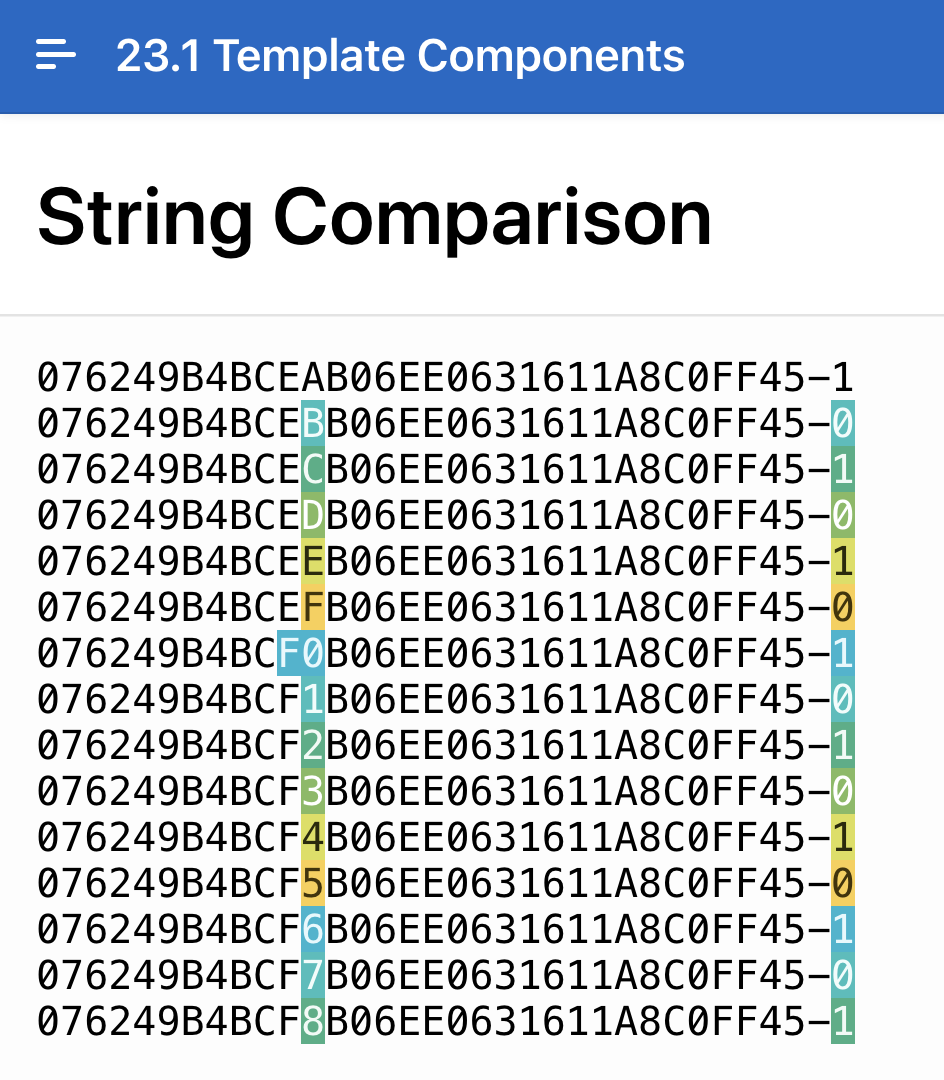 23.1 Template Components
String Comparison
076249B4BCEAB06EE0631611A8C0FF45-1
076249B4BCEBB06EE0631611A8C0FF45-0
076249B4BCECB06EE0631611A8C0FF45-1
076249B4BCEDB06EE0631611A8C0FF45-0
076249B4BCEEB06EE0631611A8C0FF45-1
076249B4BCEFB06EE0631611A8C0FF45-0
076249B4BCF0B06EE0631611A8C0FF45-1
076249B4BCF1B06EE0631611A8C0FF45-0
076249B4BCF2B06EE0631611A8C0FF45-1
076249B4BCF3B06EE0631611A8C0FF45-0
076249B4BCF4B06EE0631611A8C0FF45-1
076249B4BCF5B06EE0631611A8C0FF45-0
076249B4BCF6B06EE0631611A8C0FF45-1
076249B4BCF7B06EE0631611A8C0FF45-0
076249B4BCF8B06EE0631611A8C0FF45-1